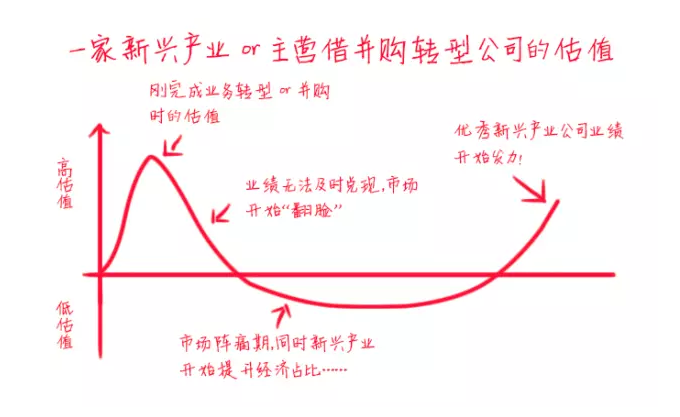 一家新兴产业 or 主营借并购转型公司的估值
刚完成业务转型 or 并购
时的估值
优秀新兴产业公司业绩
开始发力!
高估值
业绩无法及时兑现,市场
开始“翻脸”
低估值
市场阵痛期,同时新兴产业
开始提升经济占比……